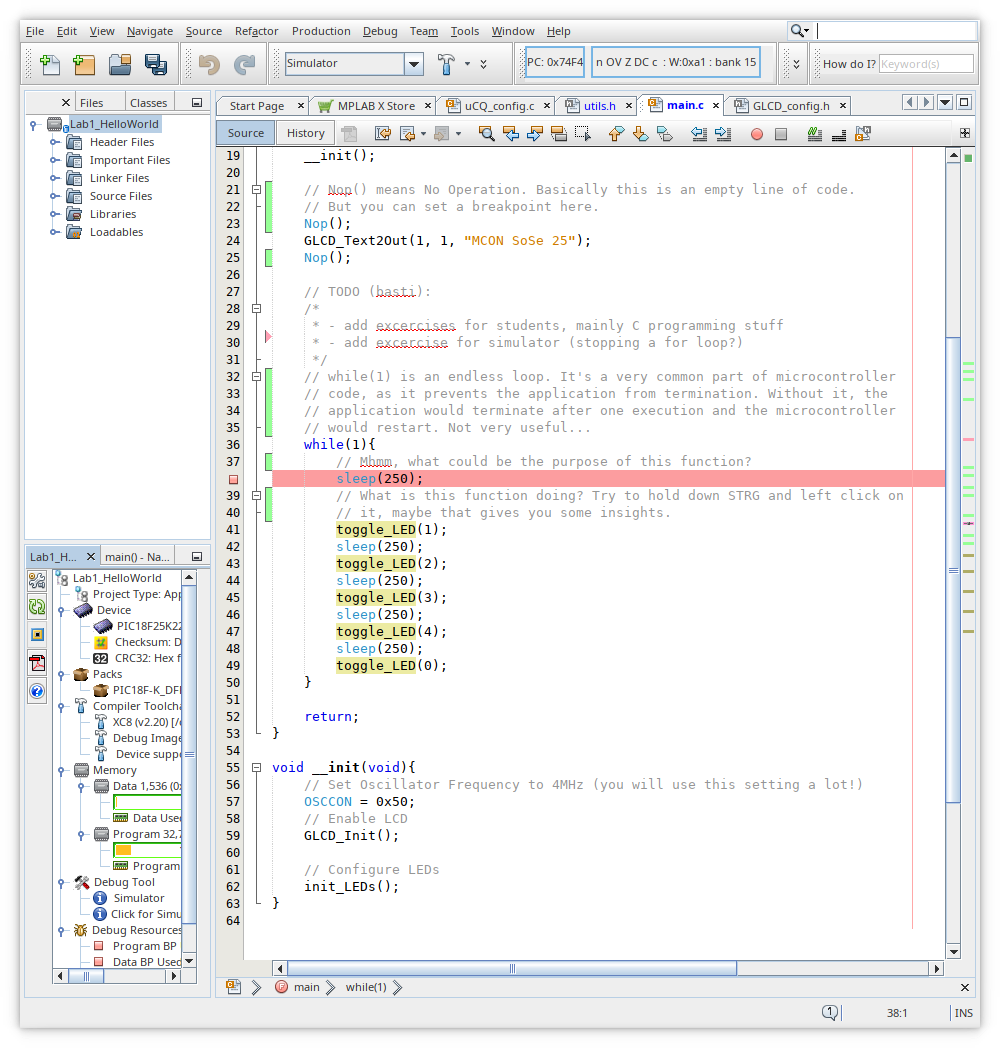 File Edit View Navigate Source Refactor Production Debug Team Tools Window Help
Simulator PC: 0x74F4 n OV Z DC c : W:0xa1 : bank 15 How do I? Keyword(s)
Files Classes
Lab1_HelloWorld
Header Files
Important Files
Linker Files
Source Files
Libraries
Loadables
Lab1_H... main() - Na...
Lab1_HelloWorld
Project Type: App
Device
PIC18F25K22
Checksum: D
CRC32: Hex f
Packs
PIC18F-K_DF
Compiler Toolcha
XC8 (v2.20) [/
Debug Image
Device suppo
Memory
Data 1,536 (0
Data Used
Program 32,7
Program
Debug Tool
Simulator
Click for Simu
Debug Resources
Program BP
Data BP Used
Start Page MPLAB X Store uCQ_config.c utils.h main.c GLCD_config.h
Source History
19 __init();
20
21 // Nop() means No Operation. Basically this is an empty line of code.
22 // But you can set a breakpoint here.
23 Nop();
24 GLCD_Text2Out(1, 1, "MCON SoSe 25");
25 Nop();
26
27 // TODO (basti):
28 /*
29 * - add excercises for students, mainly C programming stuff
30 * - add excercise for simulator (stopping a for loop?)
31 */
32 // while(1) is an endless loop. It's a very common part of microcontroller
33 // code, as it prevents the application from termination. Without it, the
34 // application would terminate after one execution and the microcontroller
35 // would restart. Not very useful...
36 while(1){
37 // Mhmm, what could be the purpose of this function?
sleep(250);
39 // What is this function doing? Try to hold down STRG and left click on
40 // it, maybe that gives you some insights.
41 toggle_LED(1);
42 sleep(250);
43 toggle_LED(2);
44 sleep(250);
45 toggle_LED(3);
46 sleep(250);
47 toggle_LED(4);
48 sleep(250);
49 toggle_LED(0);
50 }
51
52 return;
53 }
54
55 void __init(void){
56 // Set Oscillator Frequency to 4MHz (you will use this setting a lot!)
57 OSCCON = 0x50;
58 // Enable LCD
59 GLCD_Init();
60
61 // Configure LEDs
62 init_LEDs();
63 }
64
main while(1)
1 38:1 INS